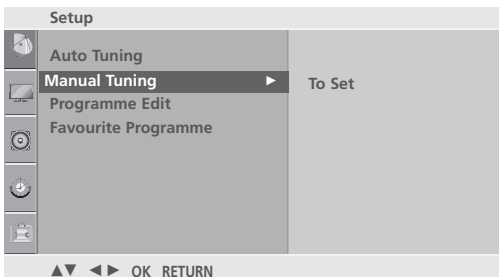 Setup
Auto Tuning
Manual Tuning ► To Set
Programme Edit
Favourite Programme
▲▼ ◄► OK RETURN